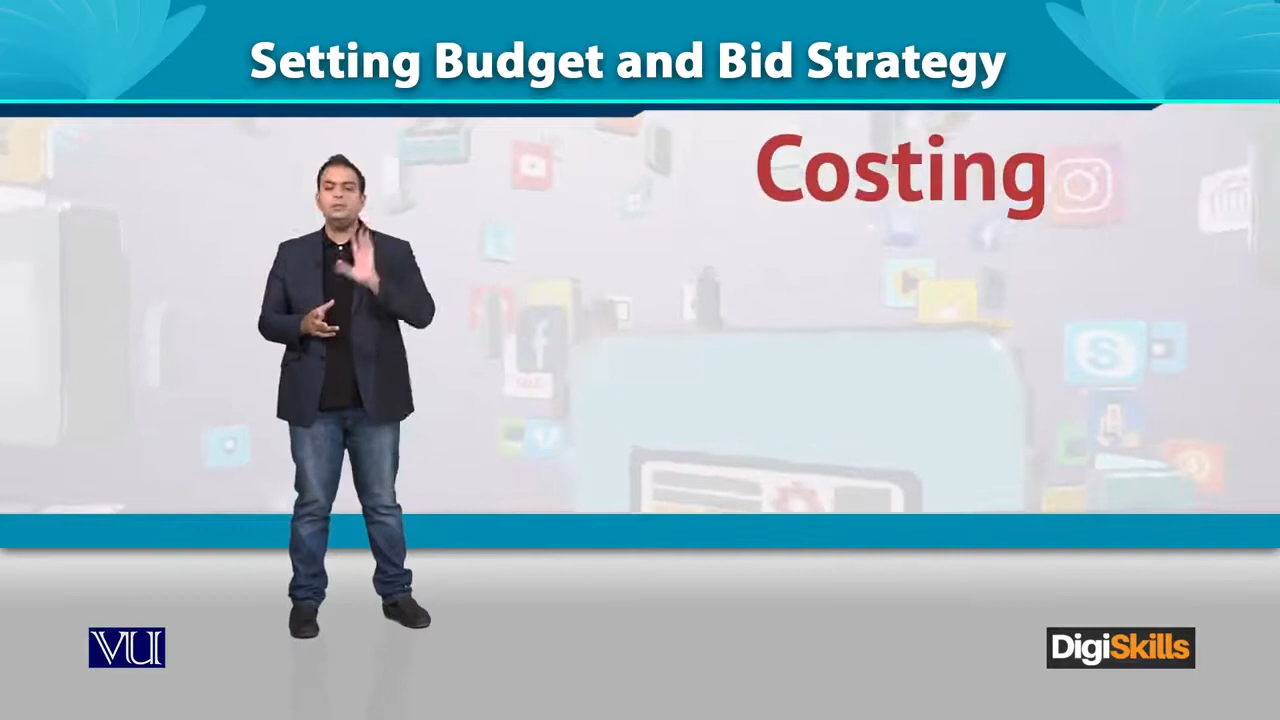 Setting Budget and Bid Strategy
Costing
VU
DigiSkills